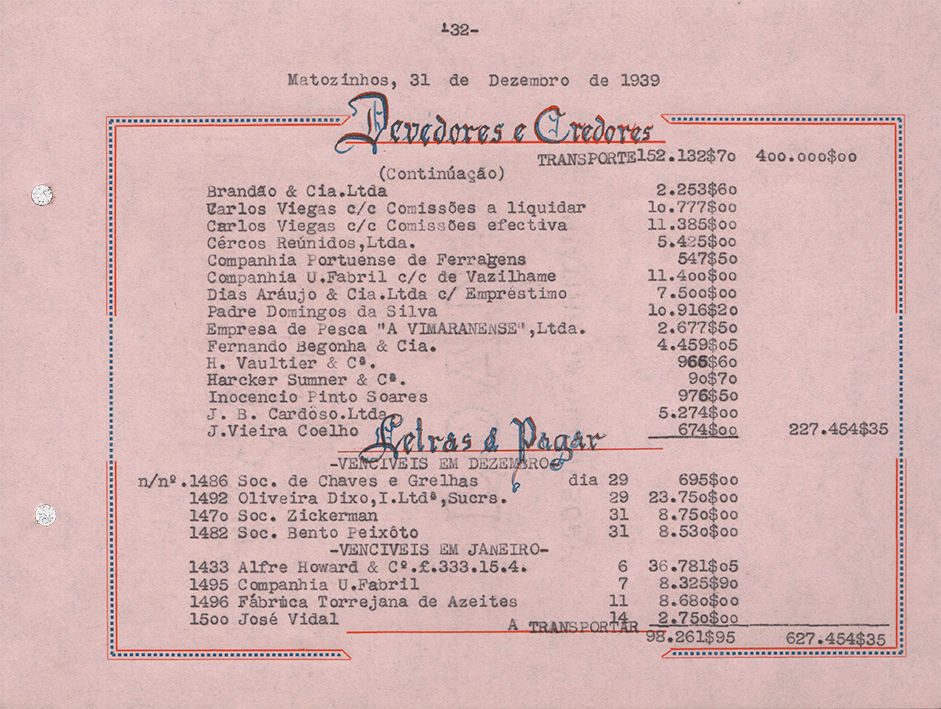 -32-
Matozinhos, 31 de Dezembro de 1939
Devedores e Credores
TRANSPORTE 152.132$70 400.000$00
(Continúação)
Brandão & Cia.Ltda 2.253$60
Carlos Viegas c/c Comissões a liquidar 10.777$00
Carlos Viegas c/c Comissões efectiva 11.385$00
Cércos Reúnidos,Ltda. 5.425$00
Companhia Portuense de Ferragens 547$50
Companhia U.Fabril c/c de Vazilhame 11.400$00
Dias Aráujo & Cia.Ltda c/ Empréstimo 7.500$00
Padre Domingos da Silva 10.916$20
Empresa de Pesca "A VIMARANENSE",Ltda. 2.677$50
Fernando Begonha & Cia. 4.459$05
H. Vaultier & Cª. 966$60
Harcker Sumner & Cª. 90$70
Inocencio Pinto Soares 976$50
J. B. Cardôso.Ltda 5.274$00
J.Vieira Coelho 674$00 227.454$35
Letras a Pagar
-VENCIVEIS EM DEZEMBRO-
n/nº.1486 Soc. de Chaves e Grelhas dia 29 695$00
1492 Oliveira Dixo,I.Ltdª,Sucrs. 29 23.750$00
1470 Soc. Zickerman 31 8.750$00
1482 Soc. Bento Peixôto 31 8.530$00
-VENCIVEIS EM JANEIRO-
1433 Alfre Howard & Cº.£.333.15.4. 6 36.781$05
1495 Companhia U.Fabril 7 8.325$90
1496 Fábrica Torrejana de Azeites 11 8.680$00
1500 José Vidal 14 2.750$00
A TRANSPORTAR 98.261$95 627.454$35